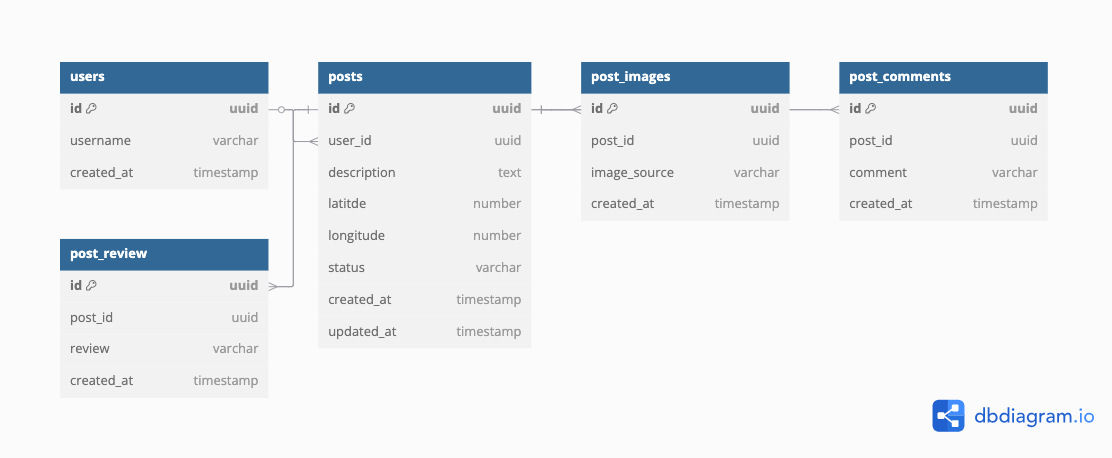 users
id uuid
username varchar
created_at timestamp
post_review
id uuid
post_id uuid
review varchar
created_at timestamp
posts
id uuid
user_id uuid
description text
latitde number
longitude number
status varchar
created_at timestamp
updated_at timestamp
post_images
id uuid
post_id uuid
image_source varchar
created_at timestamp
post_comments
id uuid
post_id uuid
comment varchar
created_at timestamp
dbdiagram.io